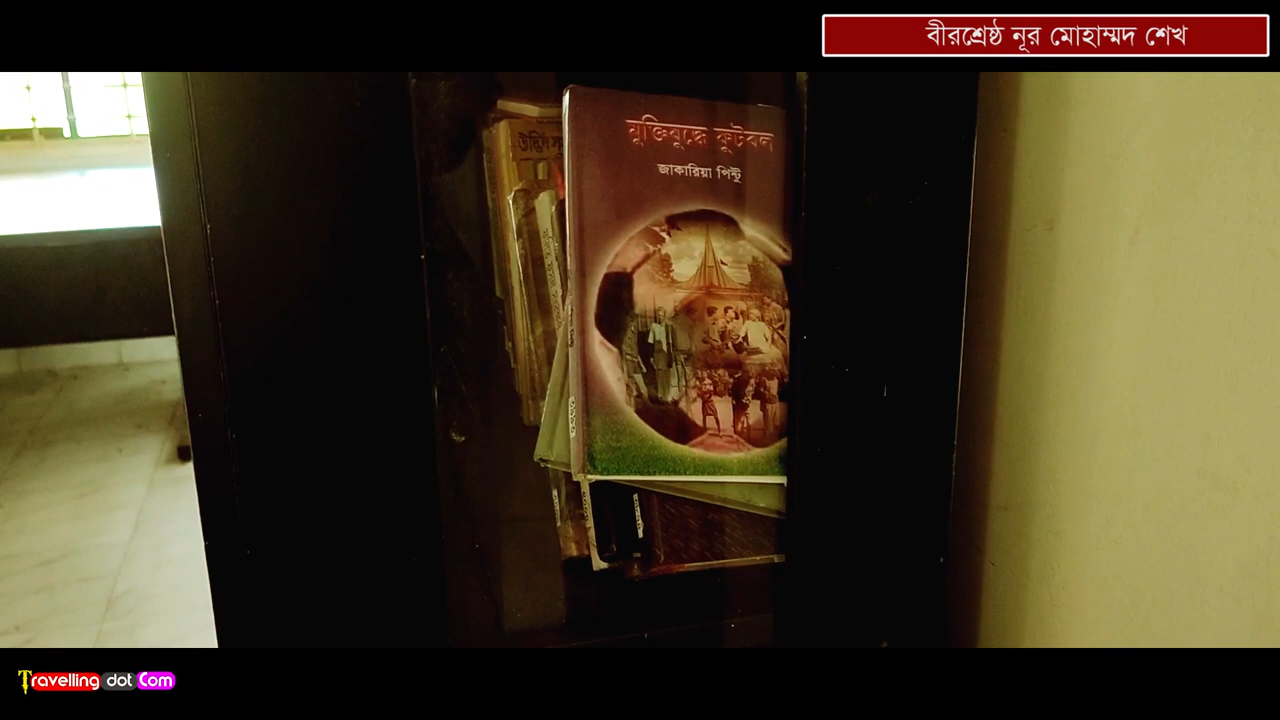 বীরশ্রেষ্ঠ নূর মোহাম্মদ শেখ
মুক্তিযুদ্ধে ফুটবল
জাকারিয়া পিন্টু
Travelling dot Com